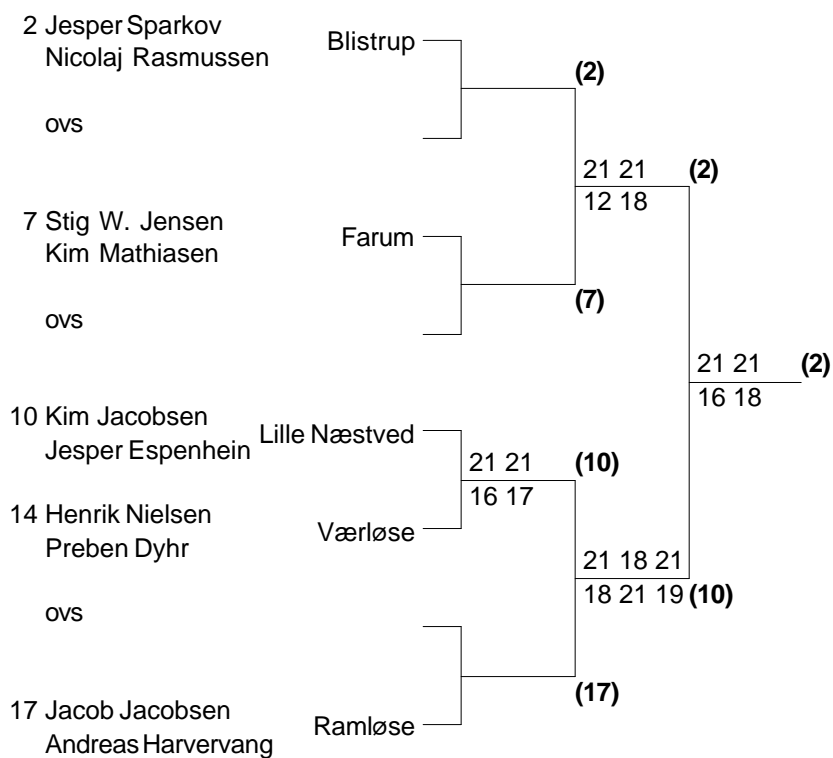 2 Jesper Sparkov Blistrup
Nicolaj Rasmussen (2)
ovs
21 21 (2)
12 18
7 Stig W. Jensen Farum
Kim Mathiasen
(7)
ovs
21 21 (2)
16 18
10 Kim Jacobsen Lille Næstved
Jesper Espenhein 21 21 (10)
16 17
14 Henrik Nielsen Værløse
Preben Dyhr
21 18 21
18 21 19 (10)
ovs
(17)
17 Jacob Jacobsen Ramløse
Andreas Harvervang